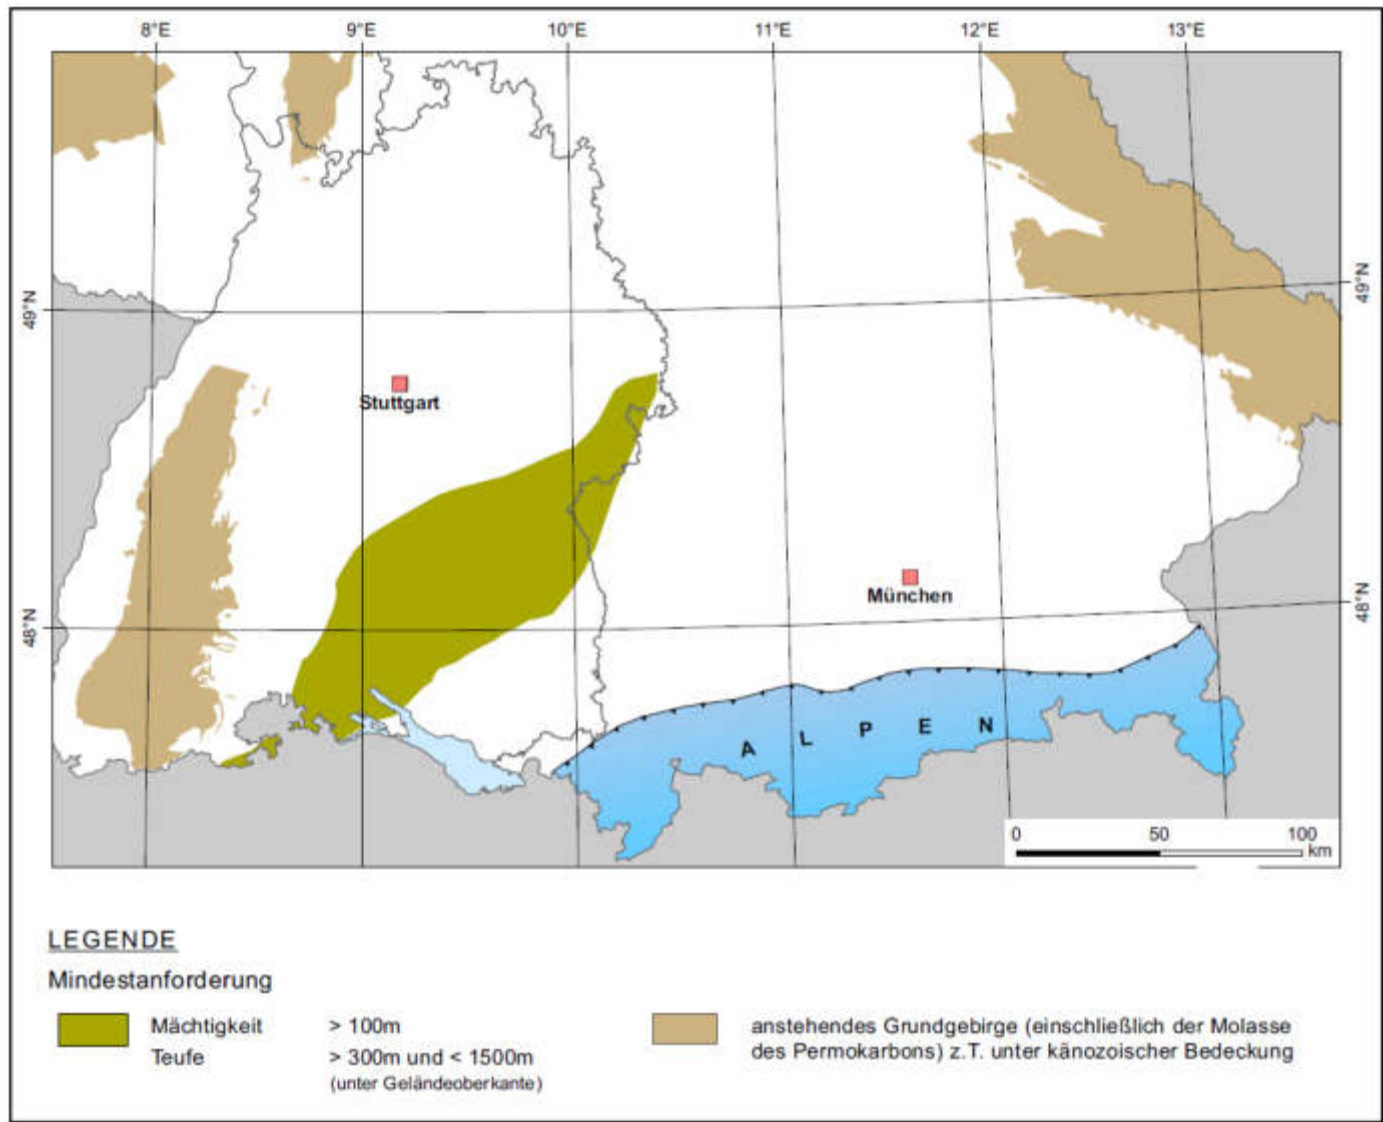 8°E 9°E 10°E 11°E 12°E 13°E
49°N
49°N
Stuttgart
München
48°N
48°N
A L P E N
0 50 100
km
LEGENDE
Mindestanforderung
Mächtigkeit > 100m
Teufe > 300m und < 1500m
(unter Geländeoberkante)
anstehendes Grundgebirge (einschließlich der Molasse
des Permokarbons) z.T. unter känozoischer Bedeckung